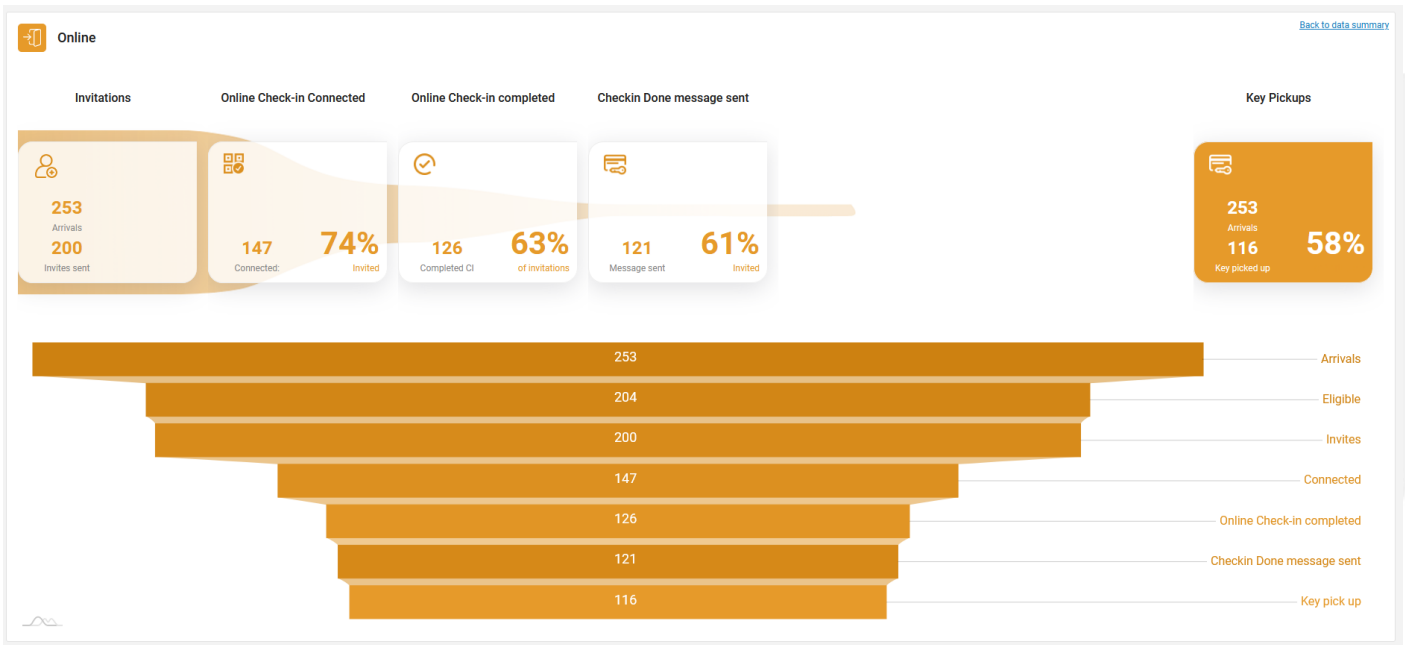 Online
Back to data summary
Invitations
Online Check-in Connected
Online Check-in completed
Checkin Done message sent
Key Pickups
253
Arrivals
200
Invites sent
147
Connected:
74%
Invited
126
Completed CI
63%
of invitations
121
Message sent
61%
Invited
253
Arrivals
116
Key picked up
58%
253
Arrivals
204
Eligible
200
Invites
147
Connected
126
Online Check-in completed
121
Checkin Done message sent
116
Key pick up